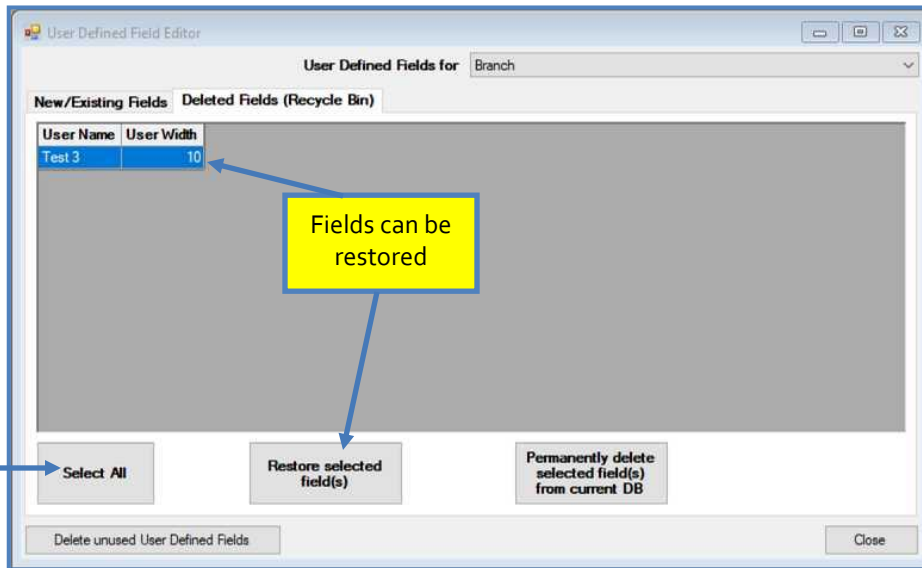 User Defined Field Editor
User Defined Fields for Branch
New/Existing Fields Deleted Fields (Recycle Bin)
User Name User Width
Test 3 10
Fields can be
restored
Select All
Restore selected
field(s)
Permanently delete
selected field(s)
from current DB
Delete unused User Defined Fields
Close